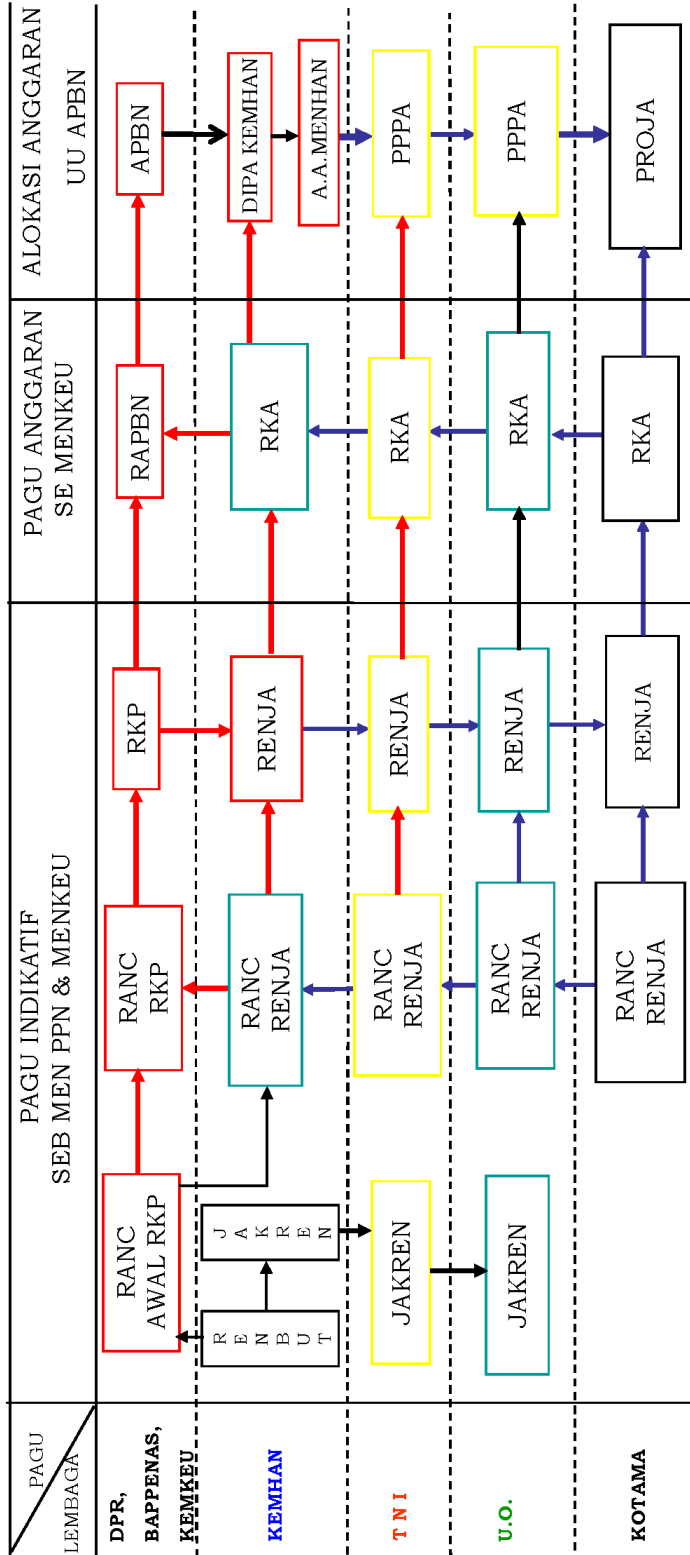 PAGU
LEMBAGA
PAGU INDIKATIF
SEB MEN PPN & MENKEU
PAGU ANGGARAN
SE MENKEU
ALOKASI ANGGARAN
UU APBN
DPR,
BAPPENAS,
KEMKEU
RANC
AWAL RKP
RANC
RKP
RKP
RAPBN
APBN
KEMHAN
R
E
N
B
U
T
J
A
K
R
E
N
RANC
RENJA
RENJA
RKA
DIPA KEMHAN
A.A.MENHAN
T N I
JAKREN
RANC
RENJA
RENJA
RKA
PPPA
U.O.
JAKREN
RANC
RENJA
RENJA
RKA
PPPA
KOTAMA
RANC
RENJA
RENJA
RKA
PROJA